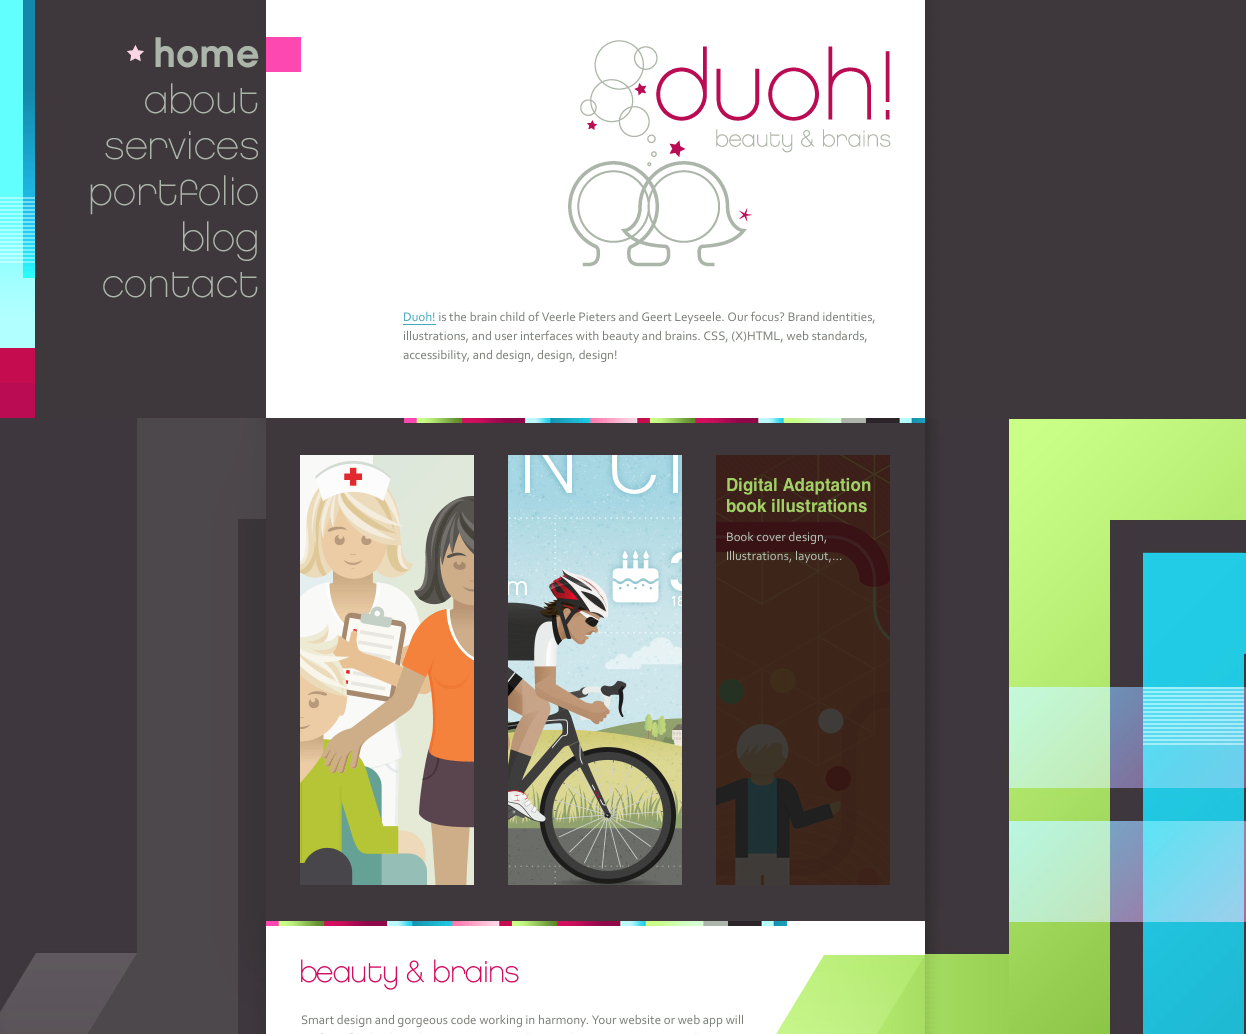 home
about
services
portfolio
blog
contact
duoh!
beauty & brains
Duoh! is the brain child of Veerle Pieters and Geert Leyseele. Our focus? Brand identities,
illustrations, and user interfaces with beauty and brains. CSS, (X)HTML, web standards,
accessibility, and design, design, design!
m
Digital Adaptation
book illustrations
Book cover design,
Illustrations, layout,...
beauty & brains
Smart design and gorgeous code working in harmony. Your website or web app will